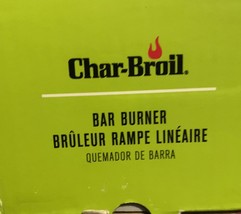 Char-Broil®
BAR BURNER
BRÛLEUR RAMPE LINÉAIRE
QUEMADOR DE BARRA